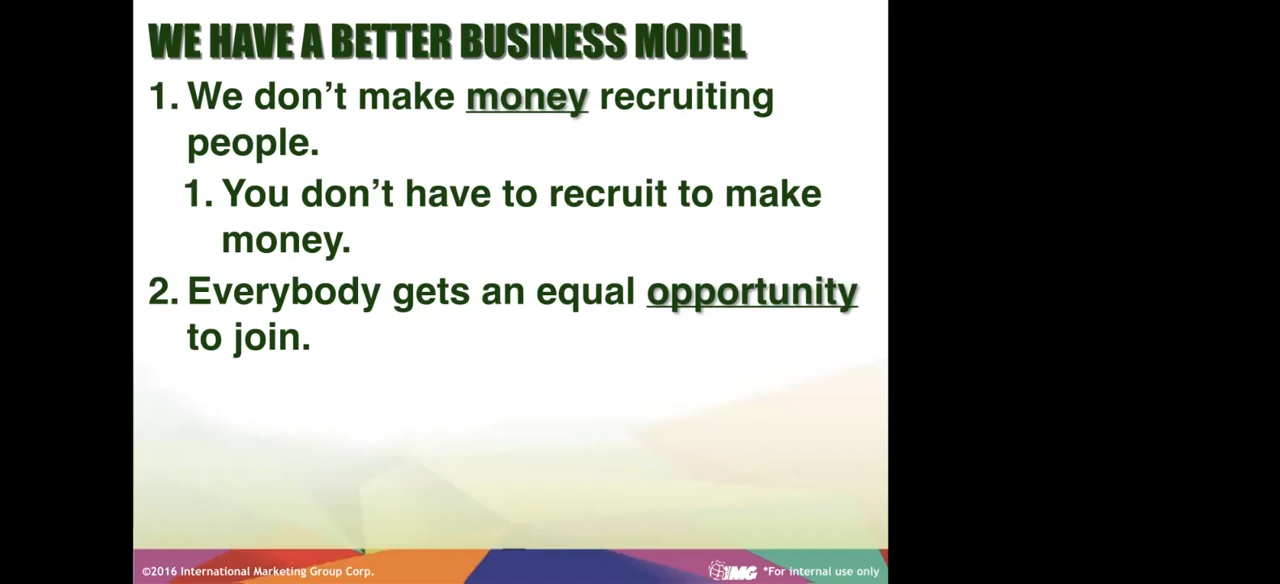 WE HAVE A BETTER BUSINESS MODEL
1. We don’t make money recruiting
people.
1. You don’t have to recruit to make
money.
2. Everybody gets an equal opportunity
to join.
©2016 International Marketing Group Corp.
IMG *For internal use only